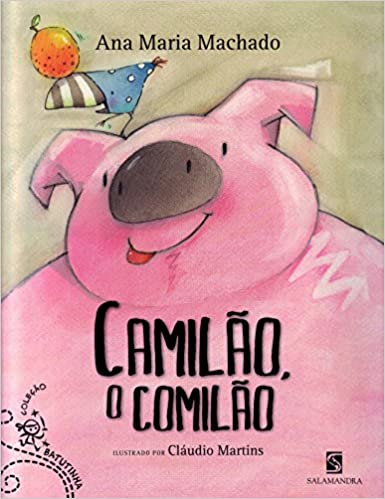 Ana Maria Machado
CAMILÃO,
O COMILÃO
COLEÇÃO
BATUTINHA
ILUSTRADO POR Cláudio Martins
S
SALAMANDRA